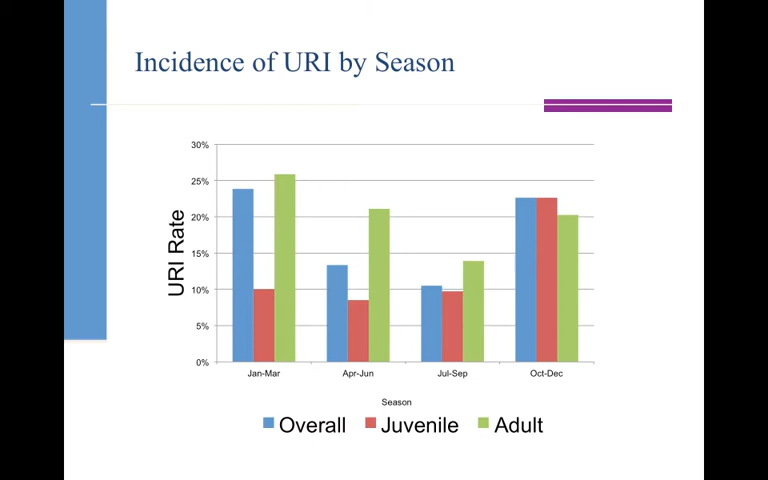 Incidence of URI by Season
URI Rate
30%
25%
20%
15%
10%
5%
0%
Jan-Mar Apr-Jun Jul-Sep Oct-Dec
Season
Overall Juvenile Adult